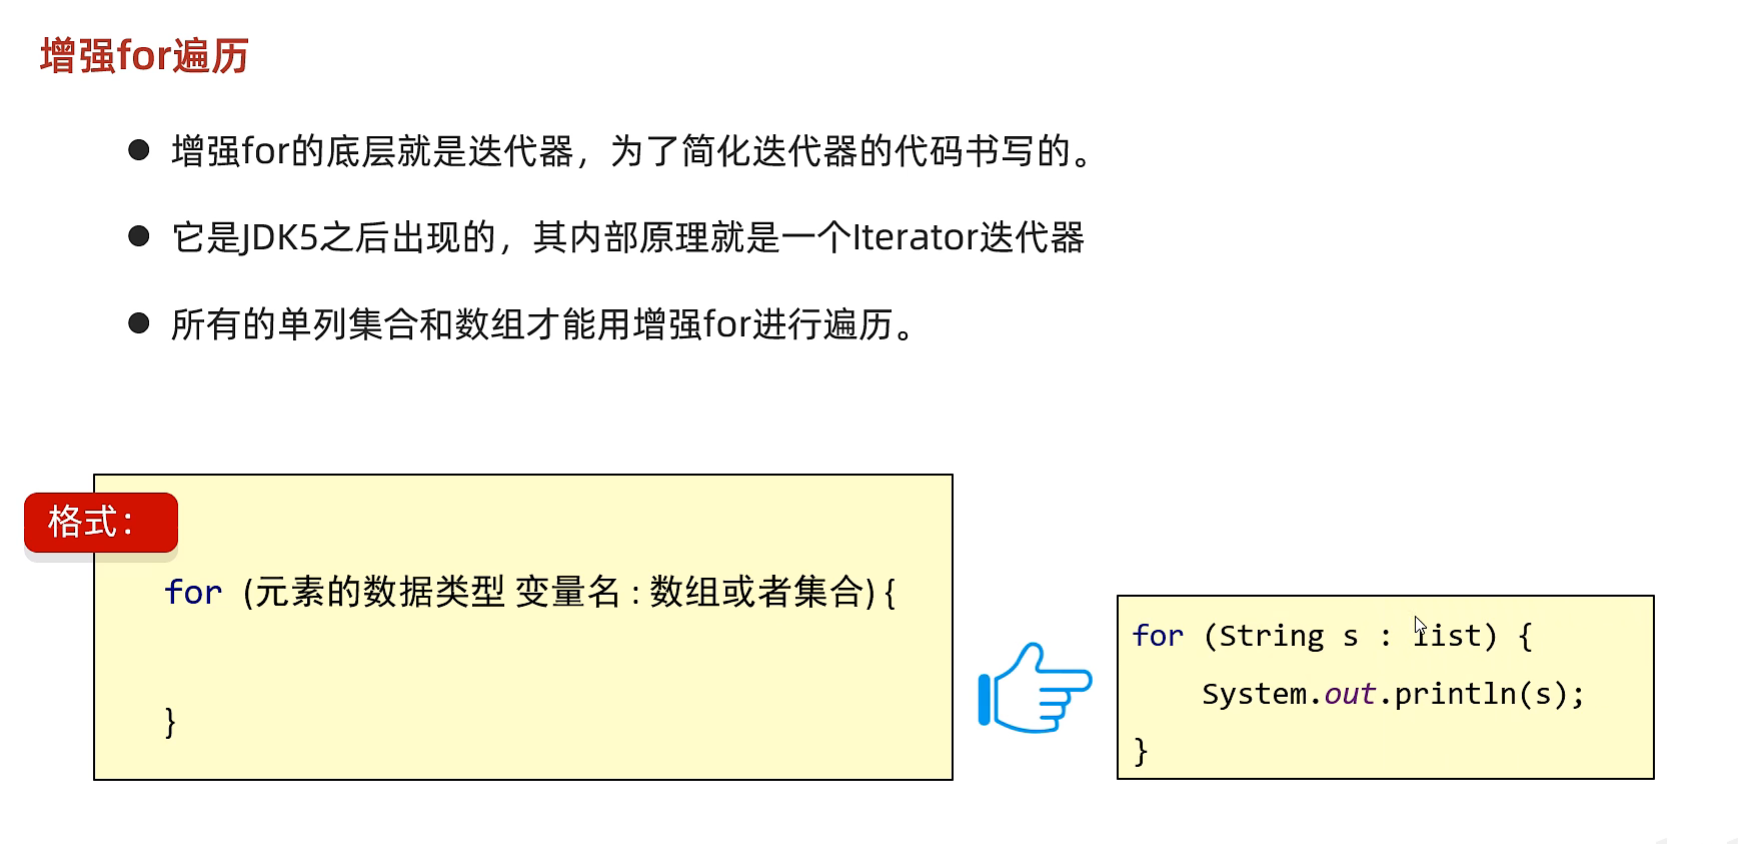 增强for遍历
增强for的底层就是迭代器，为了简化迭代器的代码书写的。
它是JDK5之后出现的，其内部原理就是一个Iterator迭代器
所有的单列集合和数组才能用增强for进行遍历。
格式：
for (元素的数据类型 变量名 : 数组或者集合) {
}
for (String s : list) {
System.out.println(s);
}